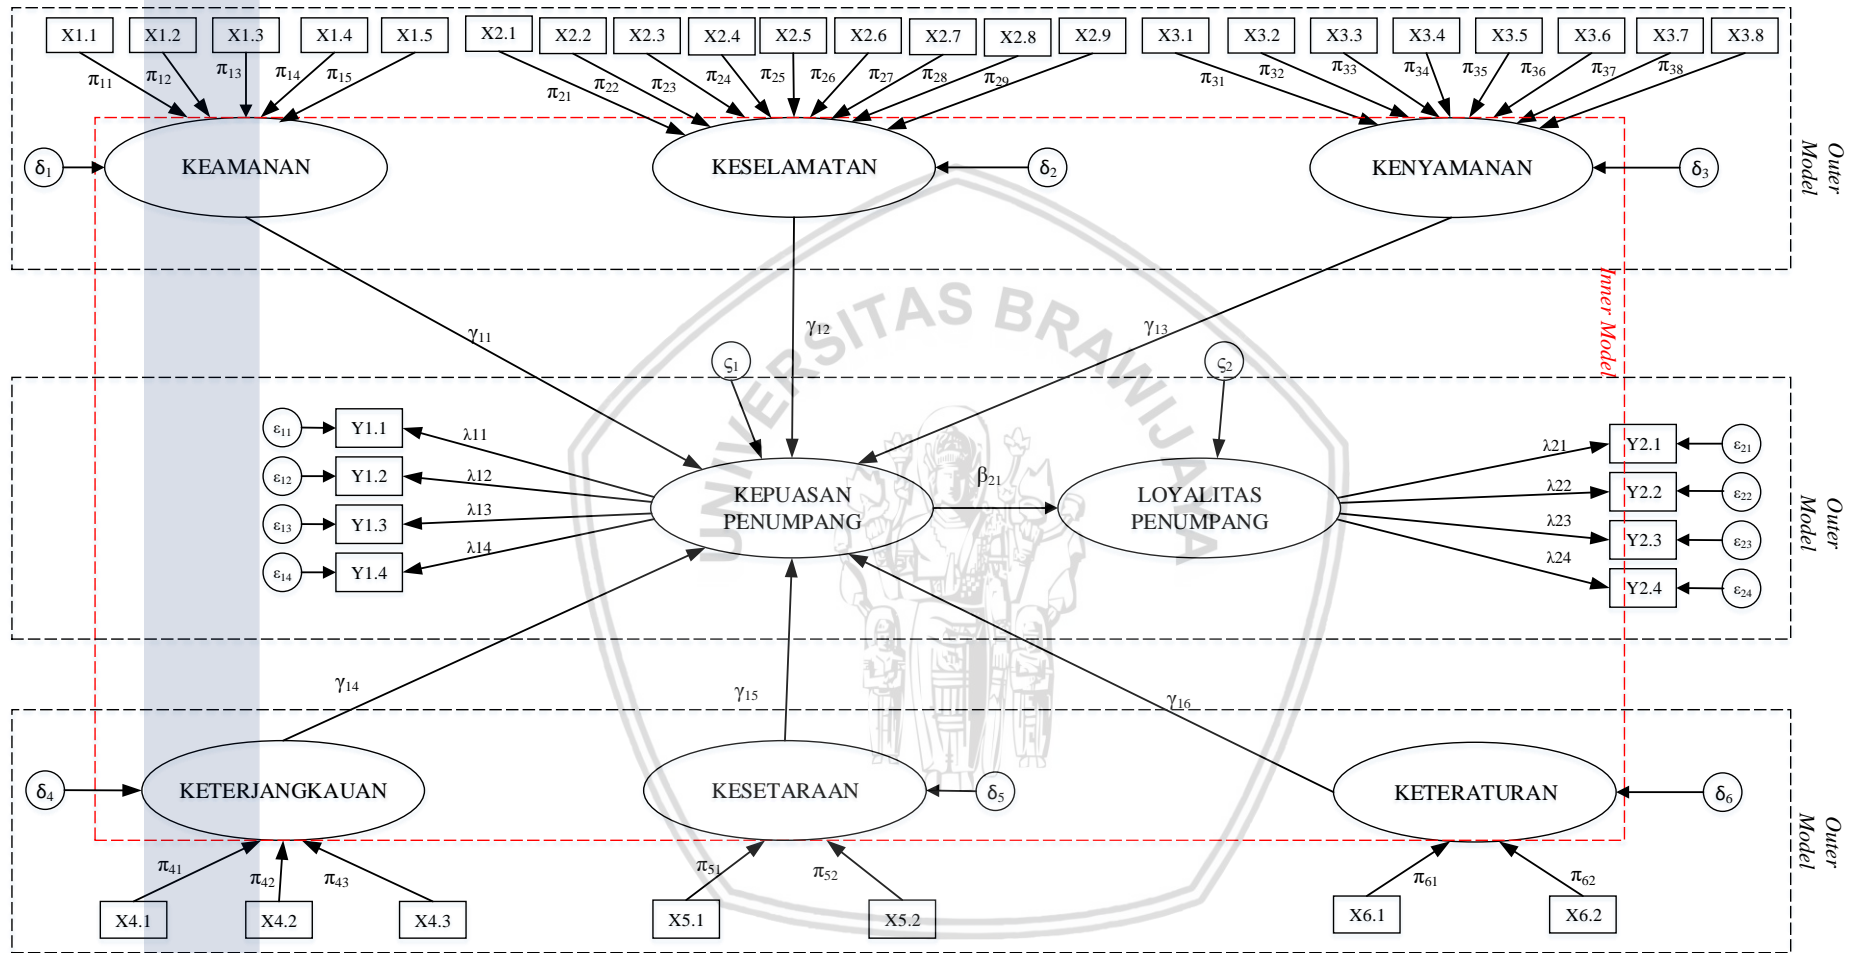 X1.1 X1.2 X1.3 X1.4 X1.5 X2.1 X2.2 X2.3 X2.4 X2.5 X2.6 X2.7 X2.8 X2.9 X3.1 X3.2 X3.3 X3.4 X3.5 X3.6 X3.7 X3.8
π11 π12 π13 π14 π15 π21 π22 π23 π24 π25 π26 π27 π28 π29 π31 π32 π33 π34 π35 π36 π37 π38
δ1 KEAMANAN KESELAMATAN δ2 KENYAMANAN δ3
Outer
Model
Inner Model
UNIVERSITAS BRAWIJAYA
γ11 γ12 γ13
ς1 ς2
ε11 Y1.1 λ11
ε12 Y1.2 λ12
ε13 Y1.3 λ13
ε14 Y1.4 λ14
KEPUASAN
PENUMPANG
β21
LOYALITAS
PENUMPANG
λ21 Y2.1 ε21
λ22 Y2.2 ε22
λ23 Y2.3 ε23
λ24 Y2.4 ε24
Outer
Model
γ14 γ15 γ16
δ4 KETERJANGKAUAN KESETARAAN δ5 KETERATURAN δ6
Outer
Model
π41 π42 π43 π51 π52 π61 π62
X4.1 X4.2 X4.3 X5.1 X5.2 X6.1 X6.2